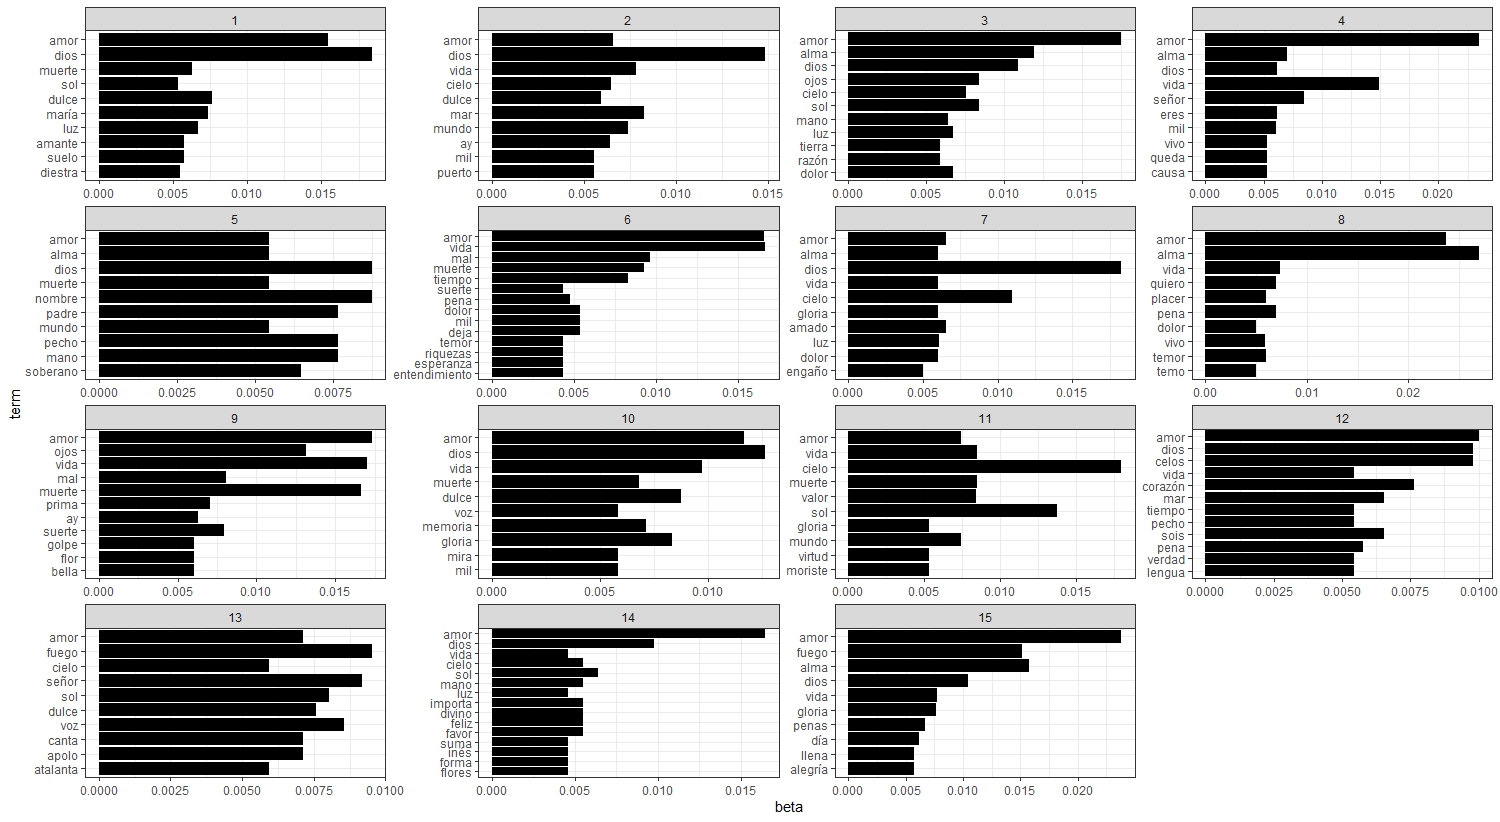 1
amor
dios
muerte
sol
dulce
maría
luz
amante
suelo
diestra
0.000 0.005 0.010 0.015
2
amor
dios
vida
cielo
dulce
mar
mundo
ay
mil
puerto
0.000 0.005 0.010 0.015
3
amor
alma
dios
ojos
cielo
sol
mano
luz
tierra
razón
dolor
0.000 0.005 0.010 0.015
4
amor
alma
dios
vida
señor
eres
mil
vivo
queda
causa
0.000 0.005 0.010 0.015 0.020
5
amor
alma
dios
muerte
nombre
padre
mundo
pecho
mano
soberano
0.0000 0.0025 0.0050 0.0075
6
amor
vida
mal
muerte
tiempo
suerte
pena
dolor
mil
deja
temor
riquezas
esperanza
entendimiento
0.000 0.005 0.010 0.015
7
amor
alma
dios
vida
cielo
gloria
amado
luz
dolor
engaño
0.000 0.005 0.010 0.015
8
amor
alma
vida
quiero
placer
pena
dolor
vivo
temor
temo
0.00 0.01 0.02
term
9
amor
ojos
vida
mal
muerte
prima
ay
suerte
golpe
flor
bella
0.000 0.005 0.010 0.015
10
amor
dios
vida
muerte
dulce
voz
memoria
gloria
mira
mil
0.000 0.005 0.010
11
amor
vida
cielo
muerte
valor
sol
gloria
mundo
virtud
moriste
0.000 0.005 0.010 0.015
12
amor
dios
celos
vida
corazón
mar
tiempo
pecho
sois
pena
verdad
lengua
0.0000 0.0025 0.0050 0.0075 0.0100
13
amor
fuego
cielo
señor
sol
dulce
voz
canta
apolo
atalanta
0.0000 0.0025 0.0050 0.0075 0.0100
14
amor
dios
vida
cielo
sol
mano
luz
importa
divino
feliz
favor
suma
inés
forma
flores
0.000 0.005 0.010 0.015
15
amor
fuego
alma
dios
vida
gloria
penas
día
llena
alegría
0.000 0.005 0.010 0.015 0.020
beta